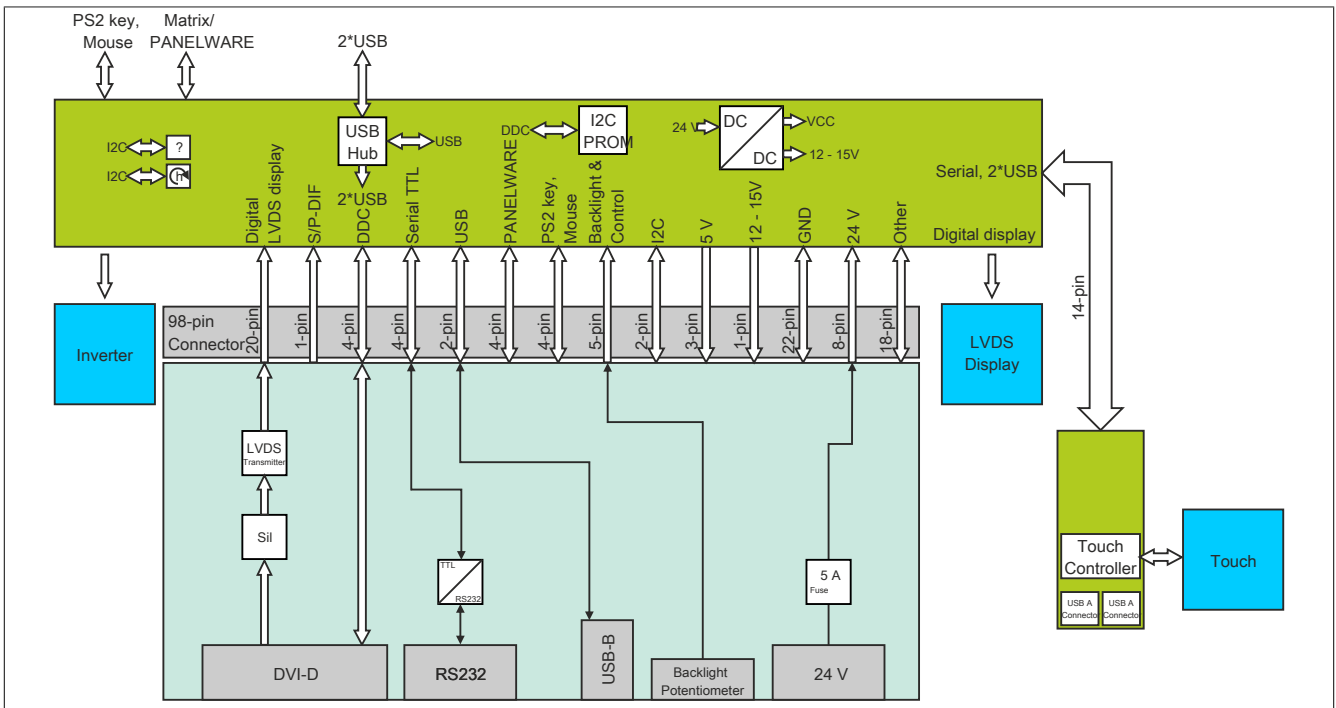 PS2 key,
Mouse
Matrix/
PANELWARE
2*USB
I2C
?
I2C
h
USB
Hub
USB
2*USB
DDC
I2C
PROM
24 V
DC
DC
VCC
12 - 15V
Serial, 2*USB
Digital display
Digital
LVDS display
S/P-DIF
DDC
Serial TTL
USB
PANELWARE
PS2 key,
Mouse
Backlight &
Control
I2C
5 V
12 - 15V
GND
24 V
Other
14-pin
Inverter
98-pin
Connector
20-pin
1-pin
4-pin
4-pin
2-pin
4-pin
4-pin
5-pin
2-pin
3-pin
1-pin
22-pin
8-pin
18-pin
LVDS
Display
LVDS
Transmitter
Sil
TTL
RS232
5 A
Fuse
Touch
Controller
USB A
Connecto
USB A
Connecto
Touch
DVI-D
RS232
USB-B
Backlight
Potentiometer
24 V